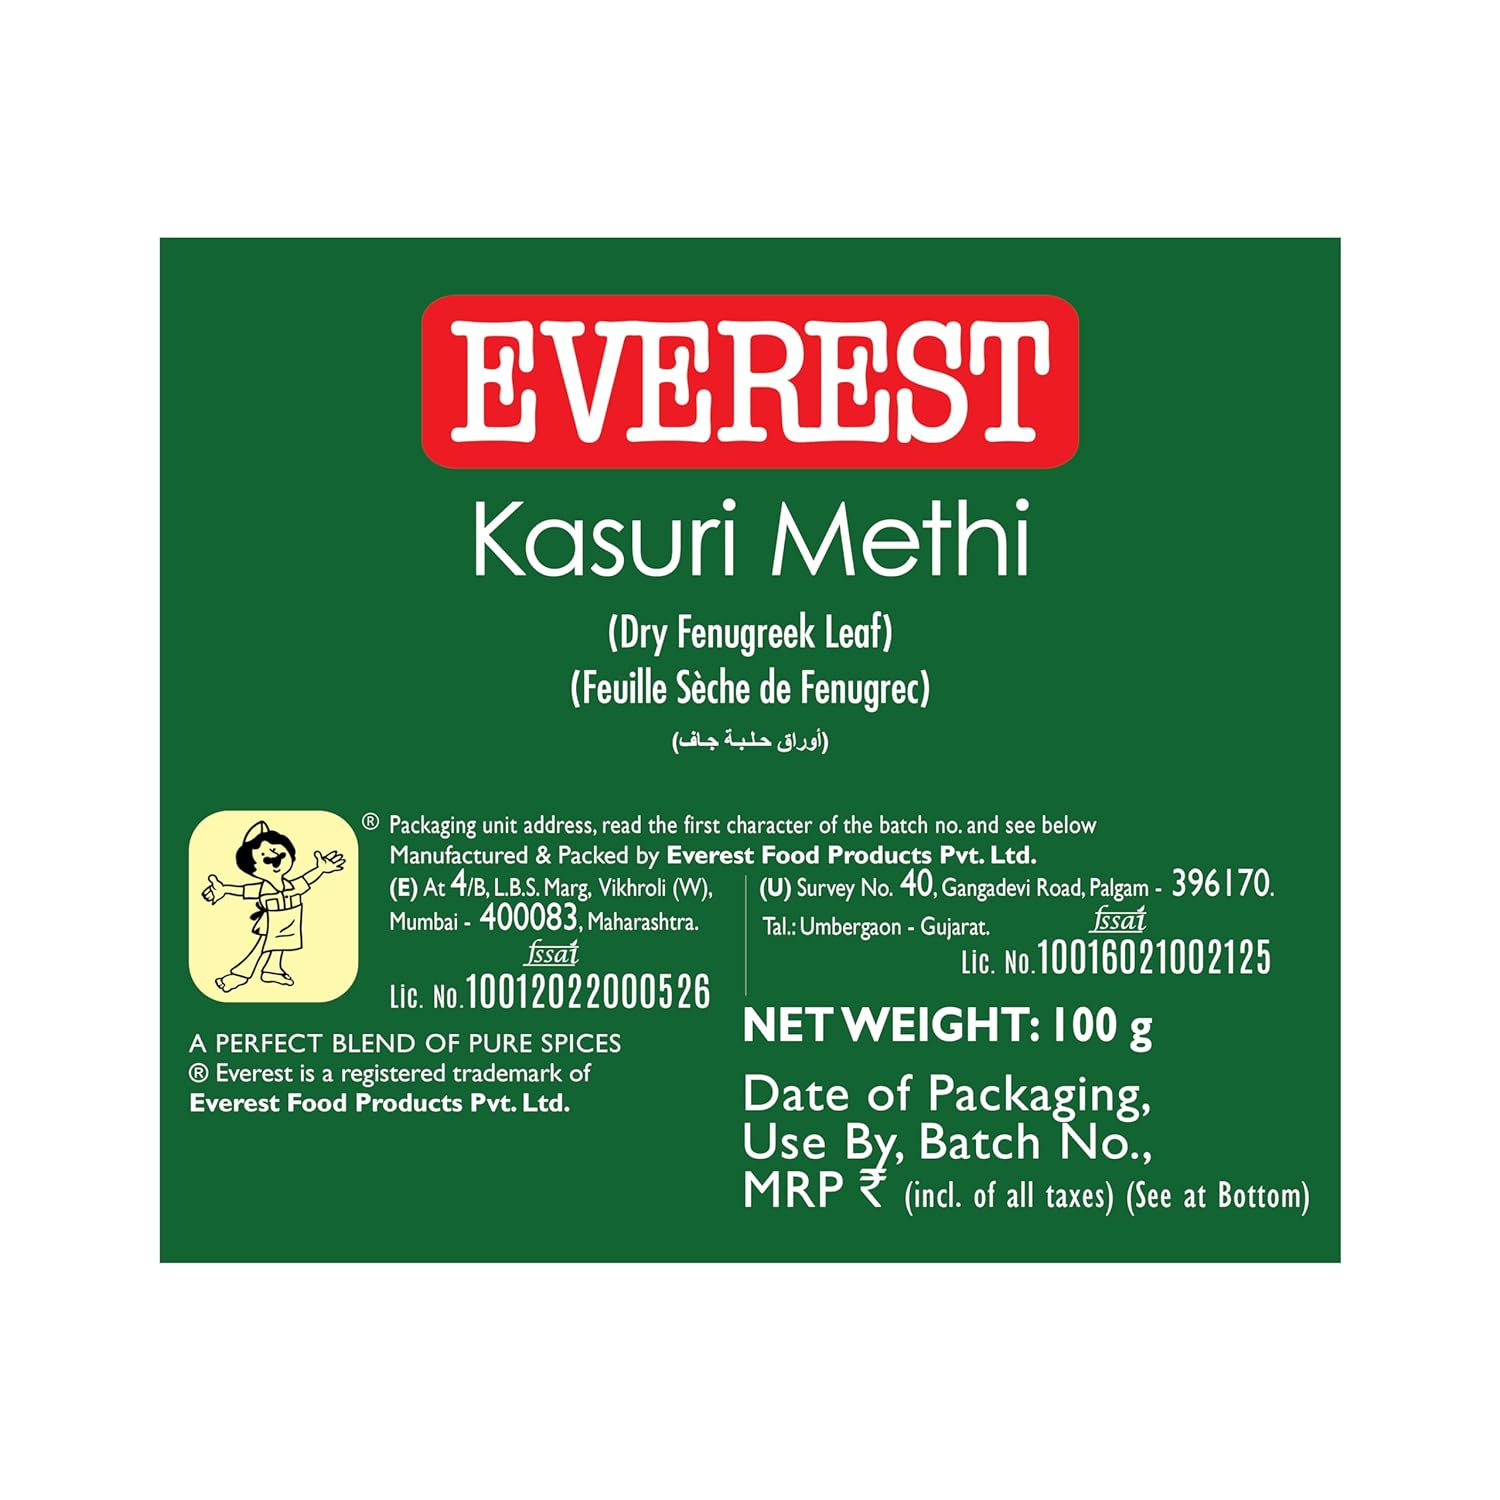 EVEREST
Kasuri Methi
(Dry Fenugreek Leaf)
(Feuille Sèche de Fenugrec)
(أوراق حلبة جاف)
® Packaging unit address, read the first character of the batch no. and see below
Manufactured & Packed by Everest Food Products Pvt. Ltd.
(E) At 4/B, L.B.S. Marg, Vikhroli (W),
Mumbai - 400083, Maharashtra.
fssai
Lic. No. 10012022000526
(U) Survey No. 40, Gangadevi Road, Palgam - 396170.
Tal.: Umbergaon - Gujarat.
fssai
Lic. No. 10016021002125
A PERFECT BLEND OF PURE SPICES
® Everest is a registered trademark of
Everest Food Products Pvt. Ltd.
NET WEIGHT: 100 g
Date of Packaging,
Use By, Batch No.,
MRP ₹ (incl. of all taxes) (See at Bottom)